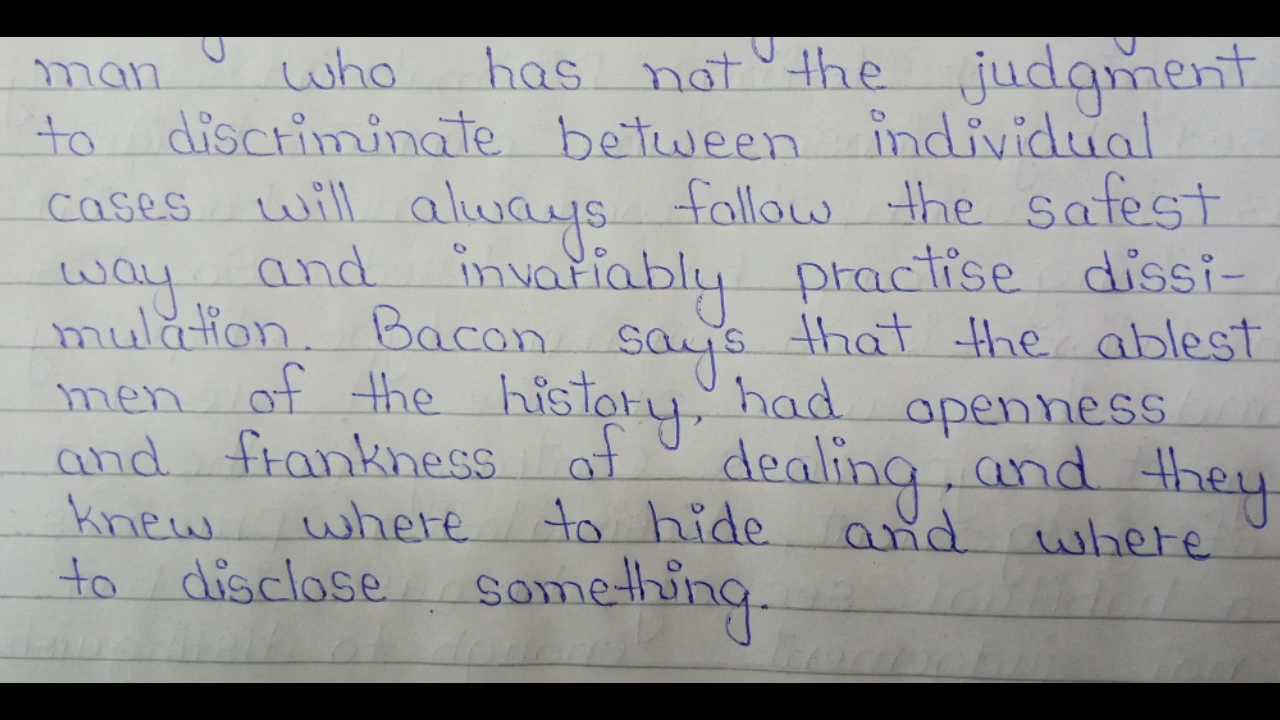 man who has not the judgment
to discriminate between individual
cases will always follow the safest
way and invariably practise dissi-
mulation. Bacon says that the ablest
men of the history, had openness
and frankness of dealing, and they
knew where to hide and where
to disclose something.